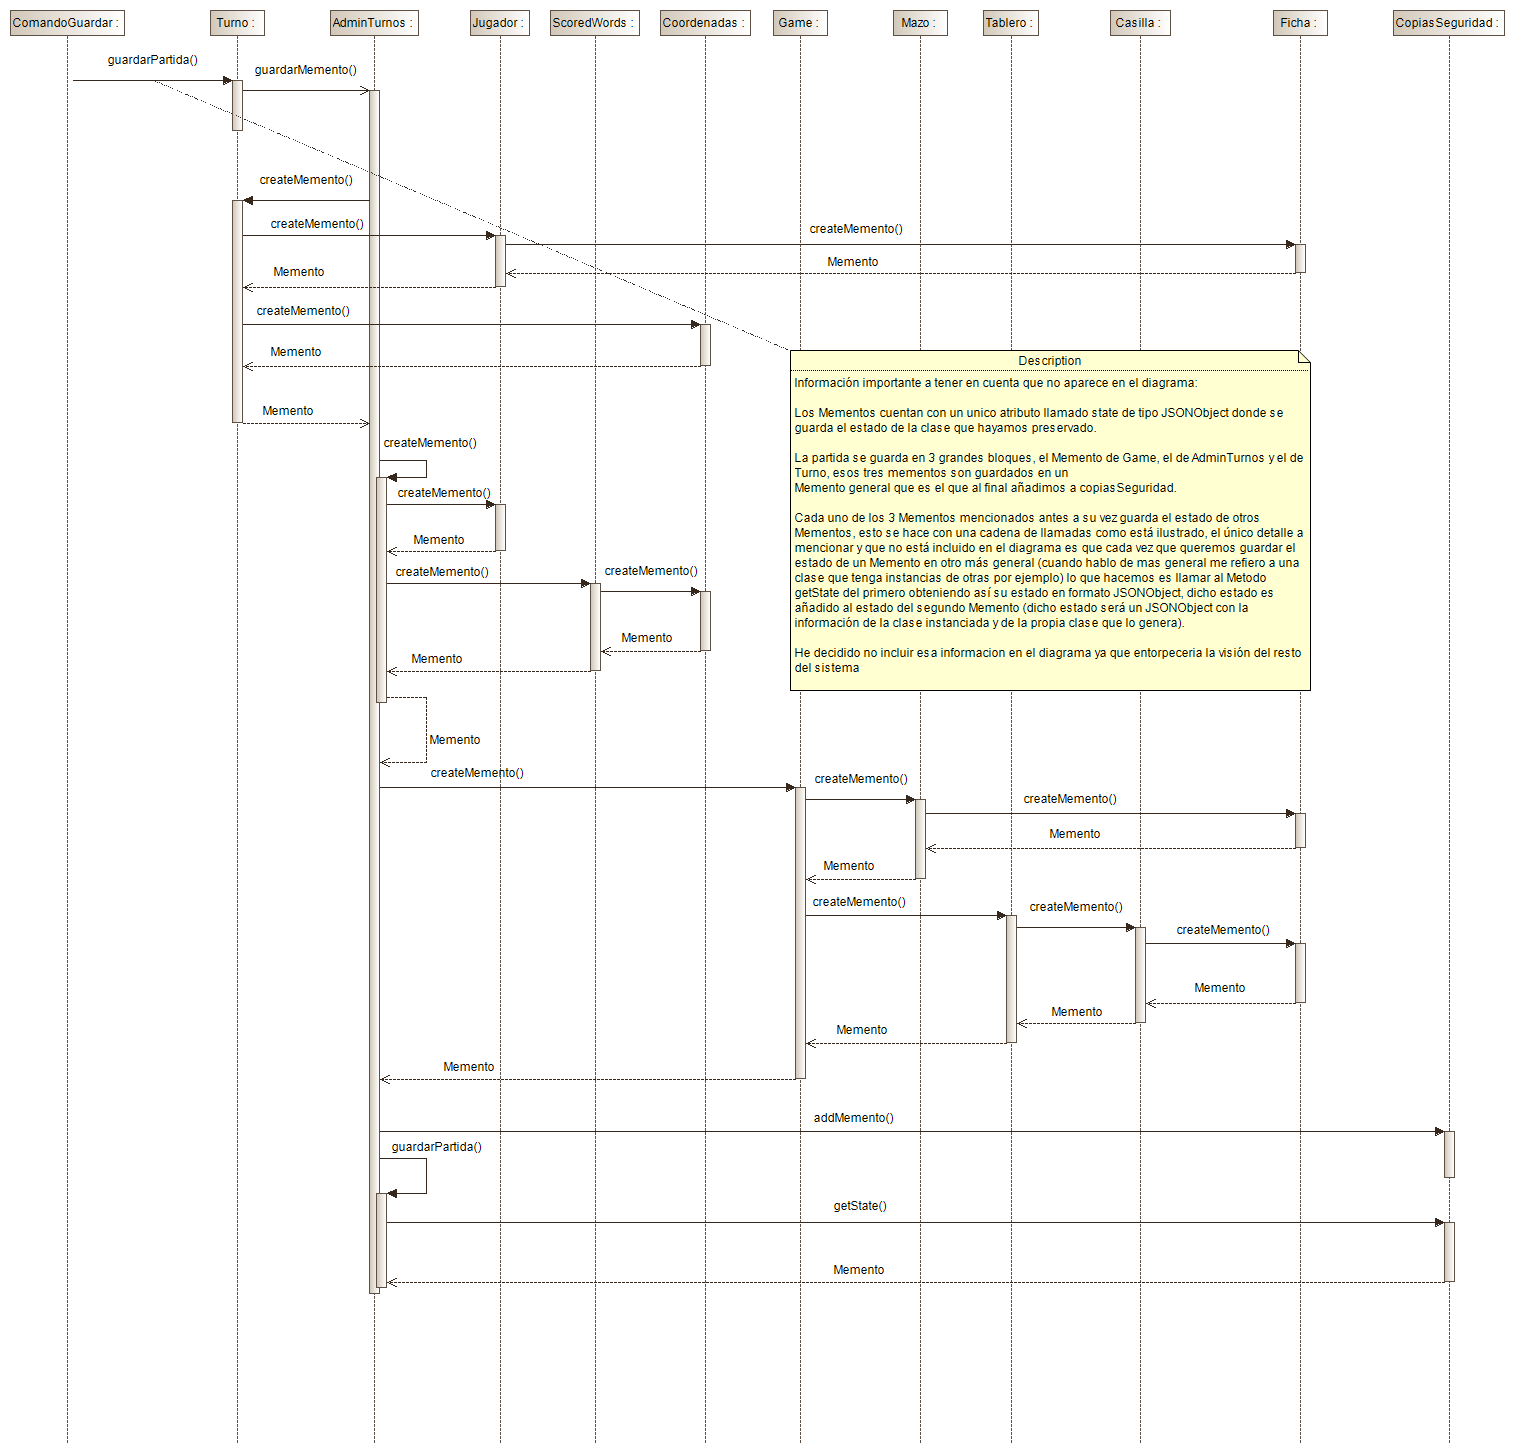 ComandoGuardar :
Turno :
AdminTurnos :
Jugador :
ScoredWords :
Coordenadas :
Game :
Mazo :
Tablero :
Casilla :
Ficha :
CopiasSeguridad :
guardarPartida()
guardarMemento()
createMemento()
createMemento()
createMemento()
Memento
Memento
createMemento()
Memento
Memento
Description
Información importante a tener en cuenta que no aparece en el diagrama:
Los Mementos cuentan con un unico atributo llamado state de tipo JSONObject donde se
guarda el estado de la clase que hayamos preservado.
La partida se guarda en 3 grandes bloques, el Memento de Game, el de AdminTurnos y el de
Turno, esos tres mementos son guardados en un
Memento general que es el que al final añadimos a copiasSeguridad.
Cada uno de los 3 Mementos mencionados antes a su vez guarda el estado de otros
Mementos, esto se hace con una cadena de llamadas como está ilustrado, el único detalle a
mencionar y que no está incluido en el diagrama es que cada vez que queremos guardar el
estado de un Memento en otro más general (cuando hablo de mas general me refiero a una
clase que tenga instancias de otras por ejemplo) lo que hacemos es llamar al Metodo
getState del primero obteniendo así su estado en formato JSONObject, dicho estado es
añadido al estado del segundo Memento (dicho estado será un JSONObject con la
información de la clase instanciada y de la propia clase que lo genera).
He decidido no incluir esa informacion en el diagrama ya que entorpeceria la visión del resto
del sistema
createMemento()
createMemento()
Memento
createMemento()
createMemento()
Memento
Memento
Memento
createMemento()
createMemento()
createMemento()
Memento
Memento
createMemento()
createMemento()
createMemento()
Memento
Memento
Memento
Memento
addMemento()
guardarPartida()
getState()
Memento